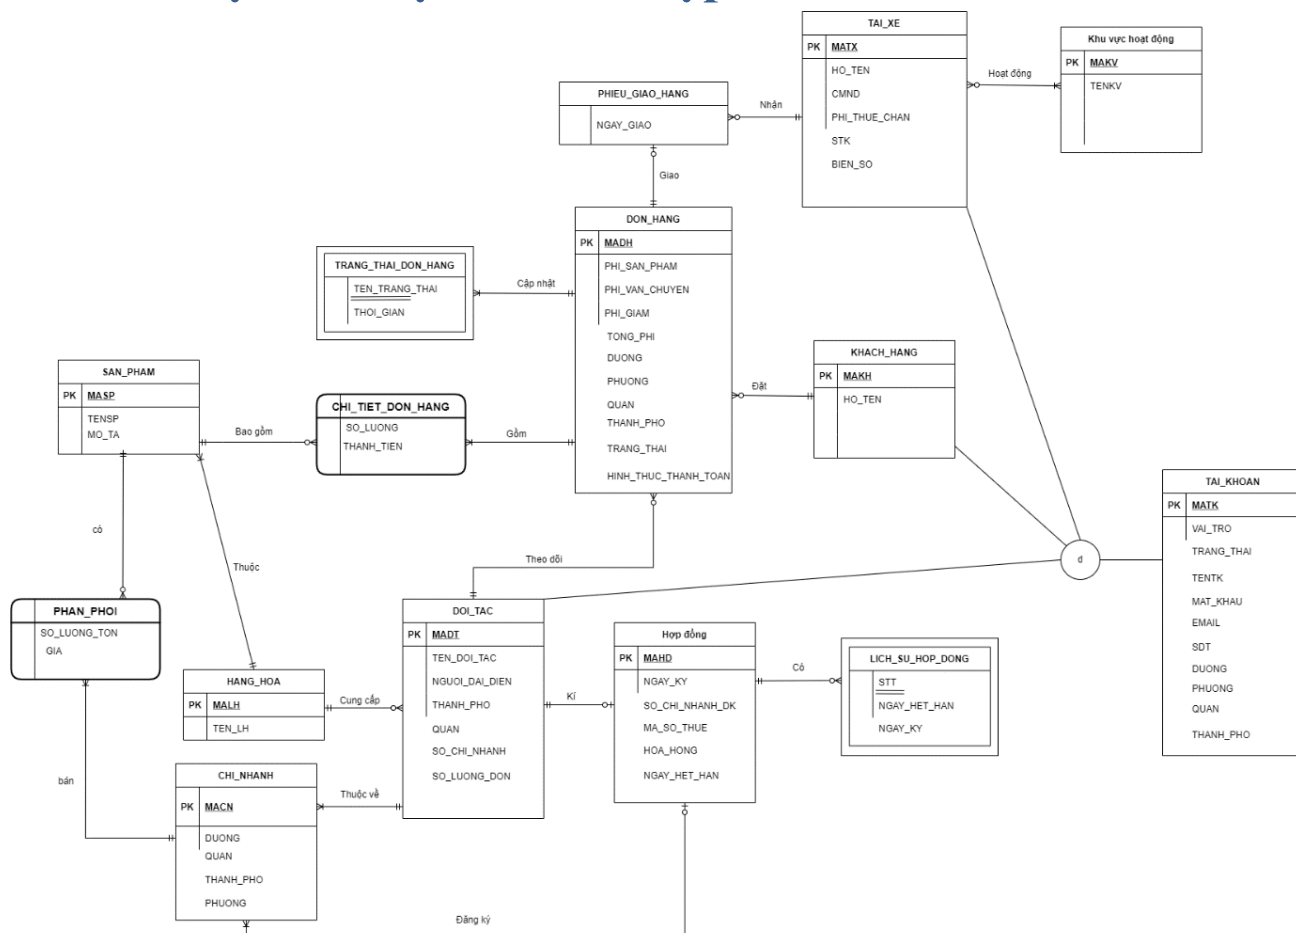 TAI_XE
PK MATX
HO_TEN
CMND
PHI_THUE_CHAN
STK
BIEN_SO
Hoạt động
Khu vực hoạt động
PK MAKV
TENKV
PHIEU_GIAO_HANG
NGAY_GIAO
Nhận
Giao
DON_HANG
PK MADH
PHI_SAN_PHAM
PHI_VAN_CHUYEN
PHI_GIAM
TONG_PHI
DUONG
PHUONG
QUAN
THANH_PHO
TRANG_THAI
HINH_THUC_THANH_TOAN
TRANG_THAI_DON_HANG
TEN_TRANG_THAI
THOI_GIAN
Cập nhật
SAN_PHAM
PK MASP
TENSP
MO_TA
Bao gồm
CHI_TIET_DON_HANG
SO_LUONG
THANH_TIEN
Gồm
Đặt
KHACH_HANG
PK MAKH
HO_TEN
TAI_KHOAN
PK MATK
VAI_TRO
TRANG_THAI
TENTK
MAT_KHAU
EMAIL
SDT
DUONG
PHUONG
QUAN
THANH_PHO
d
có
Thuộc
Theo dõi
PHAN_PHOI
SO_LUONG_TON
GIA
HANG_HOA
PK MALH
TEN_LH
Cung cấp
DOI_TAC
PK MADT
TEN_DOI_TAC
NGUOI_DAI_DIEN
THANH_PHO
QUAN
SO_CHI_NHANH
SO_LUONG_DON
Kí
Hợp đồng
PK MAHD
NGAY_KY
SO_CHI_NHANH_DK
MA_SO_THUE
HOA_HONG
NGAY_HET_HAN
Có
LICH_SU_HOP_DONG
STT
NGAY_HET_HAN
NGAY_KY
bán
CHI_NHANH
PK MACN
DUONG
QUAN
THANH_PHO
PHUONG
Thuộc về
Đăng ký